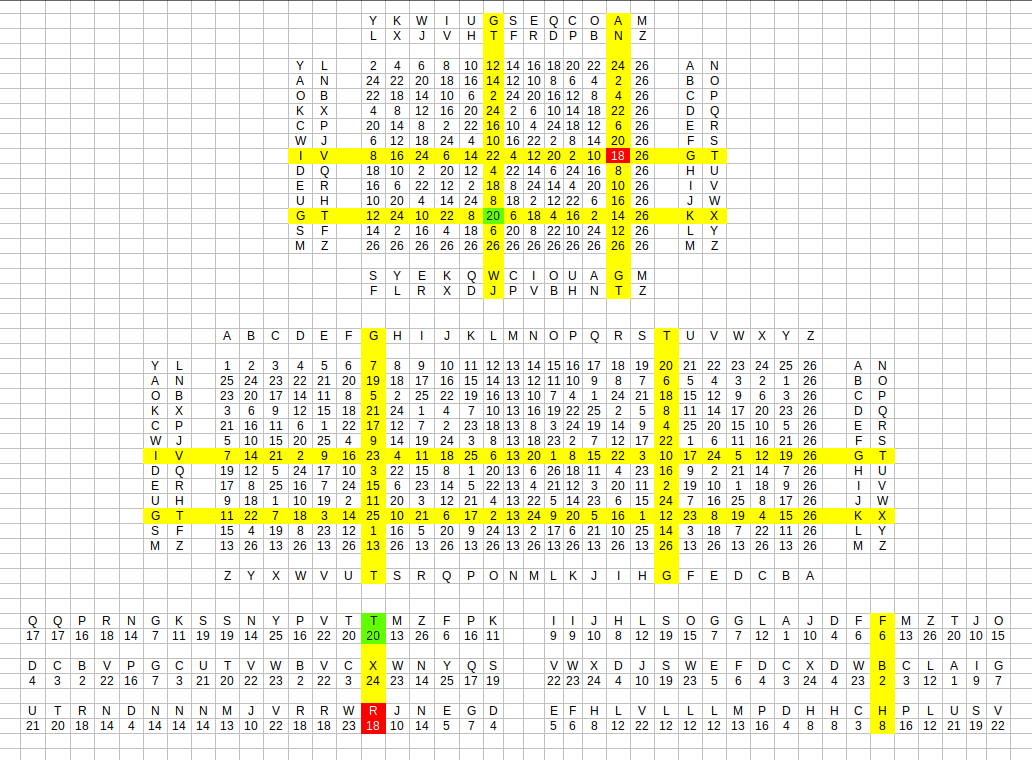 Y K W I U G S E Q C O A M
L X J V H T F R D P B N Z
Y L 2 4 6 8 10 12 14 16 18 20 22 24 26 A N
A N 24 22 20 18 16 14 12 10 8 6 4 2 26 B O
O B 22 18 14 10 6 2 24 20 16 12 8 4 26 C P
K X 4 8 12 16 20 24 2 6 10 14 18 22 26 D Q
C P 20 14 8 2 22 16 10 4 24 18 12 6 26 E R
W J 6 12 18 24 4 10 16 22 2 8 14 20 26 F S
I V 8 16 24 6 14 22 4 12 20 2 10 18 26 G T
D Q 18 10 2 20 12 4 22 14 6 24 16 8 26 H U
E R 16 6 22 12 2 18 8 24 14 4 20 10 26 I V
U H 10 20 4 14 24 8 18 2 12 22 6 16 26 J W
G T 12 24 10 22 8 20 6 18 4 16 2 14 26 K X
S F 14 2 16 4 18 6 20 8 22 10 24 12 26 L Y
M Z 26 26 26 26 26 26 26 26 26 26 26 26 26 M Z
S Y E K Q W C I O U A G M
F L R X D J P V B H N T Z
A B C D E F G H I J K L M N O P Q R S T U V W X Y Z
Y L 1 2 3 4 5 6 7 8 9 10 11 12 13 14 15 16 17 18 19 20 21 22 23 24 25 26 A N
A N 25 24 23 22 21 20 19 18 17 16 15 14 13 12 11 10 9 8 7 6 5 4 3 2 1 26 B O
O B 23 20 17 14 11 8 5 2 25 22 19 16 13 10 7 4 1 24 21 18 15 12 9 6 3 26 C P
K X 3 6 9 12 15 18 21 24 1 4 7 10 13 16 19 22 25 2 5 8 11 14 17 20 23 26 D Q
C P 21 16 11 6 1 22 17 12 7 2 23 18 13 8 3 24 19 14 9 4 25 20 15 10 5 26 E R
W J 5 10 15 20 25 4 9 14 19 24 3 8 13 18 23 2 7 12 17 22 1 6 11 16 21 26 F S
I V 7 14 21 2 9 16 23 4 11 18 25 6 13 20 1 8 15 22 3 10 17 24 5 12 19 26 G T
D Q 19 12 5 24 17 10 3 22 15 8 1 20 13 6 26 18 11 4 23 16 9 2 21 14 7 26 H U
E R 17 8 25 16 7 24 15 6 23 14 5 22 13 4 21 12 3 20 11 2 19 10 1 18 9 26 I V
U H 9 18 1 10 19 2 11 20 3 12 21 4 13 22 5 14 23 6 15 24 7 16 25 8 17 26 J W
G T 11 22 7 18 3 14 25 10 21 6 17 2 13 24 9 20 5 16 1 12 23 8 19 4 15 26 K X
S F 15 4 19 8 23 12 1 16 5 20 9 24 13 2 17 6 21 10 25 14 3 18 7 22 11 26 L Y
M Z 13 26 13 26 13 26 13 26 13 26 13 26 13 26 13 26 13 26 13 26 13 26 13 26 13 26 M Z
Z Y X W V U T S R Q P O N M L K J I H G F E D C B A
Q Q P R N G K S S N Y P V T T M Z F P K I I J H L S O G G L A J D F F M Z T J O
17 17 16 18 14 7 11 19 19 14 25 16 22 20 20 13 26 6 16 11 9 9 10 8 12 19 15 7 7 12 1 10 4 6 6 13 26 20 10 15
D C B V P G C U T V W B V C X W N Y Q S V W X D J S W E F D C X D W B C L A I G
4 3 2 22 16 7 3 21 20 22 23 2 22 3 24 23 14 25 17 19 22 23 24 4 10 19 23 5 6 4 3 24 4 23 2 3 12 1 9 7
U T R N D N N N M J V R R W R J N E G D E F H L V L L L M P D H H C H P L U S V
21 20 18 14 4 14 14 14 13 10 22 18 18 23 18 10 14 5 7 4 5 6 8 12 22 12 12 12 13 16 4 8 8 3 8 16 12 21 19 22